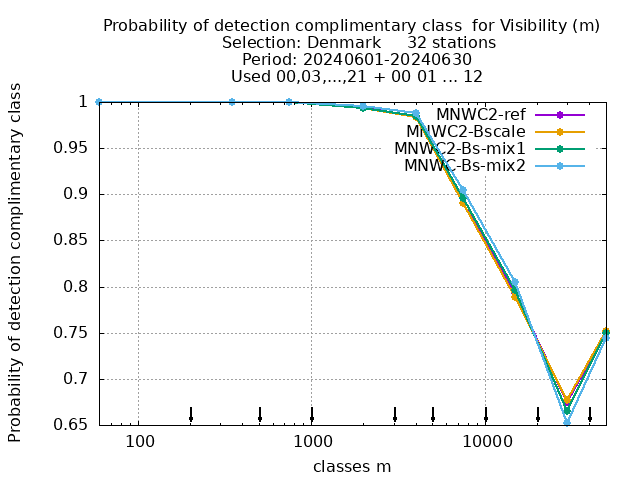 Probability of detection complimentary class  for Visibility (m)
Selection: Denmark     32 stations
Period: 20240601-20240630
Used 00,03,...,21 + 00 01 ... 12
Probability of detection complimentary class
1
0.95
0.9
0.85
0.8
0.75
0.7
0.65
MNWC2-ref
MNWC2-Bscale
MNWC2-Bs-mix1
MNWC-Bs-mix2
100
1000
10000
classes m